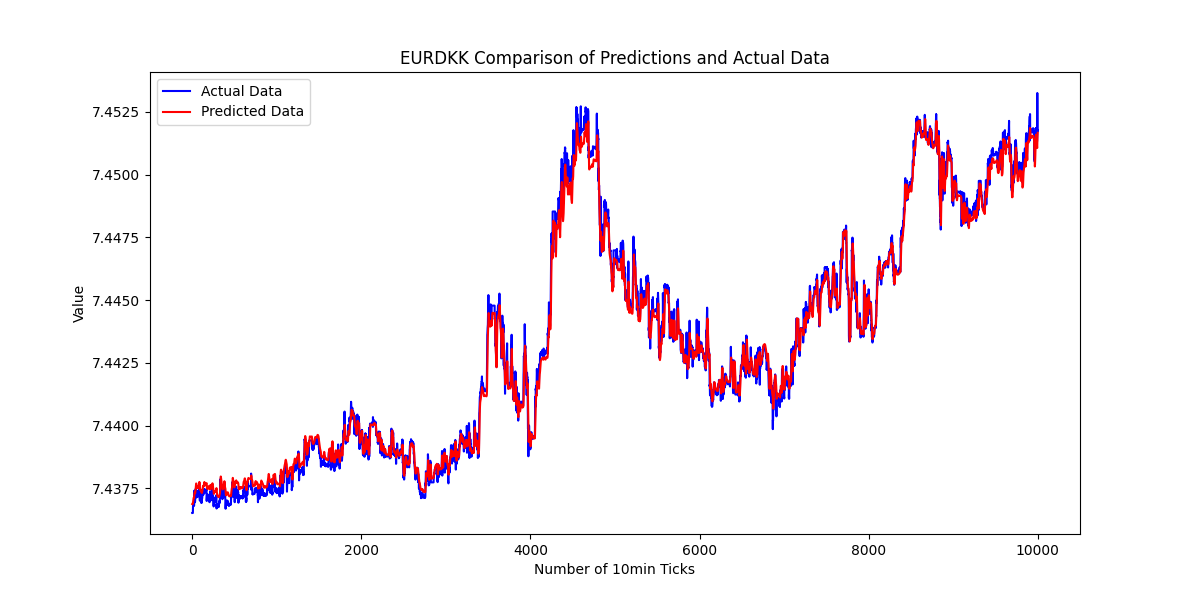 EURDKK Comparison of Predictions and Actual Data
Actual Data
Predicted Data
7.4525
7.4500
7.4475
7.4450
7.4425
7.4400
7.4375
Value
0 2000 4000 6000 8000 10000
Number of 10min Ticks